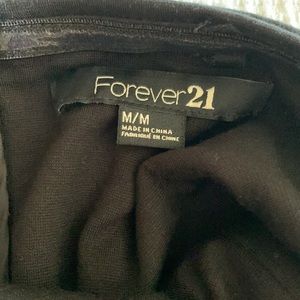 Forever21
M/M
MADE IN CHINA
FABRIQUÉ EN CHINE